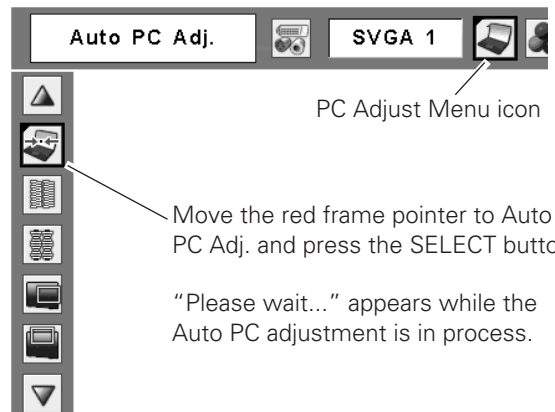 Auto PC Adj.
SVGA 1
PC Adjust Menu icon
Move the red frame pointer to Auto
PC Adj. and press the SELECT butto
“Please wait...” appears while the
Auto PC adjustment is in process.